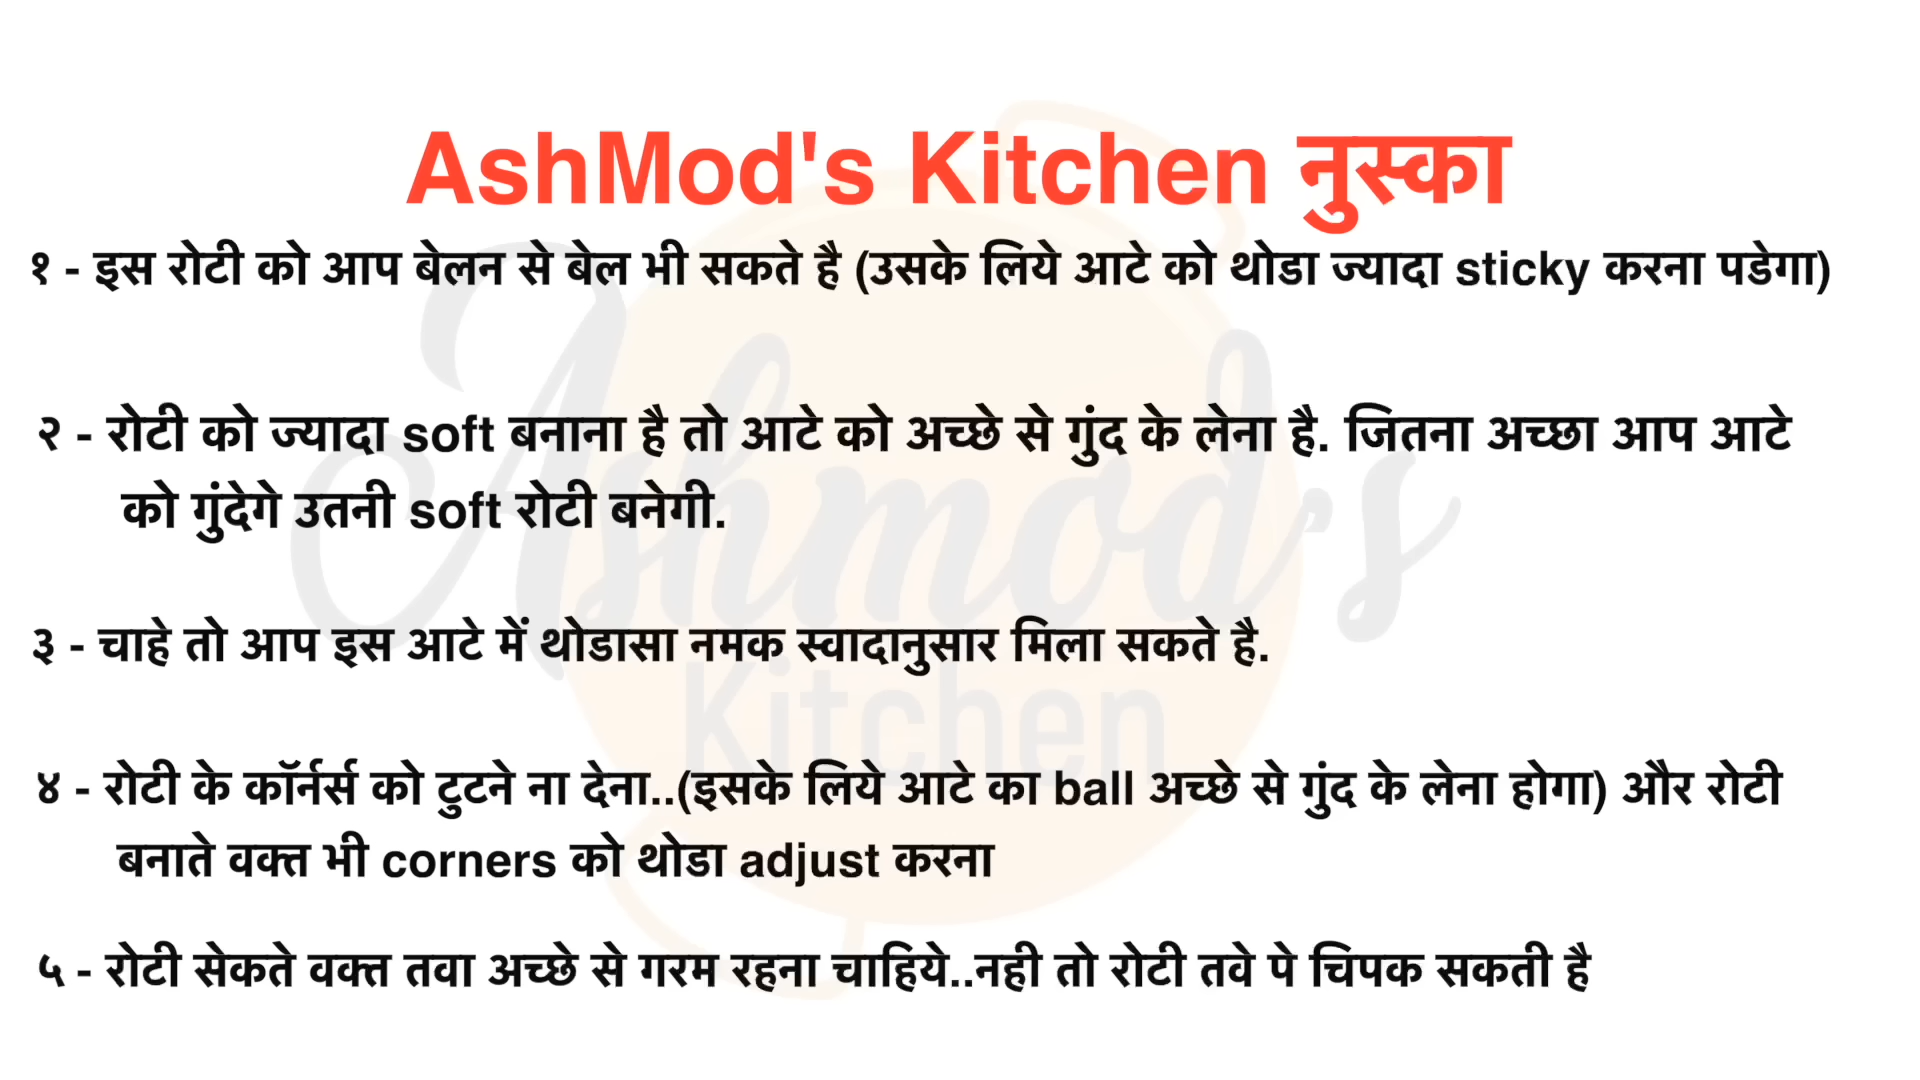 AshMod's Kitchen नुस्का
१ - इस रोटी को आप बेलन से बेल भी सकते है (उसके लिये आटे को थोडा ज्यादा sticky करना पडेगा)
२ - रोटी को ज्यादा soft बनाना है तो आटे को अच्छे से गुंद के लेना है. जितना अच्छा आप आटे
को गुंदेगे उतनी soft रोटी बनेगी.
३ - चाहे तो आप इस आटे में थोडासा नमक स्वादानुसार मिला सकते है.
४ - रोटी के कॉर्नर्स को टुटने ना देना..(इसके लिये आटे का ball अच्छे से गुंद के लेना होगा) और रोटी
बनाते वक्त भी corners को थोडा adjust करना
५ - रोटी सेकते वक्त तवा अच्छे से गरम रहना चाहिये..नही तो रोटी तवे पे चिपक सकती है
Ashmod's
Kitchen